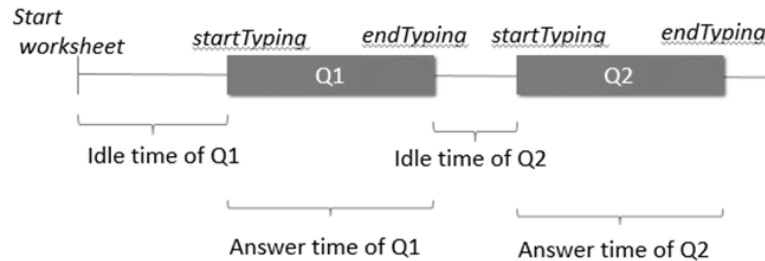 Start
worksheet
startTyping
endTyping
startTyping
endTyping
Q1
Q2
Idle time of Q1
Idle time of Q2
Answer time of Q1
Answer time of Q2